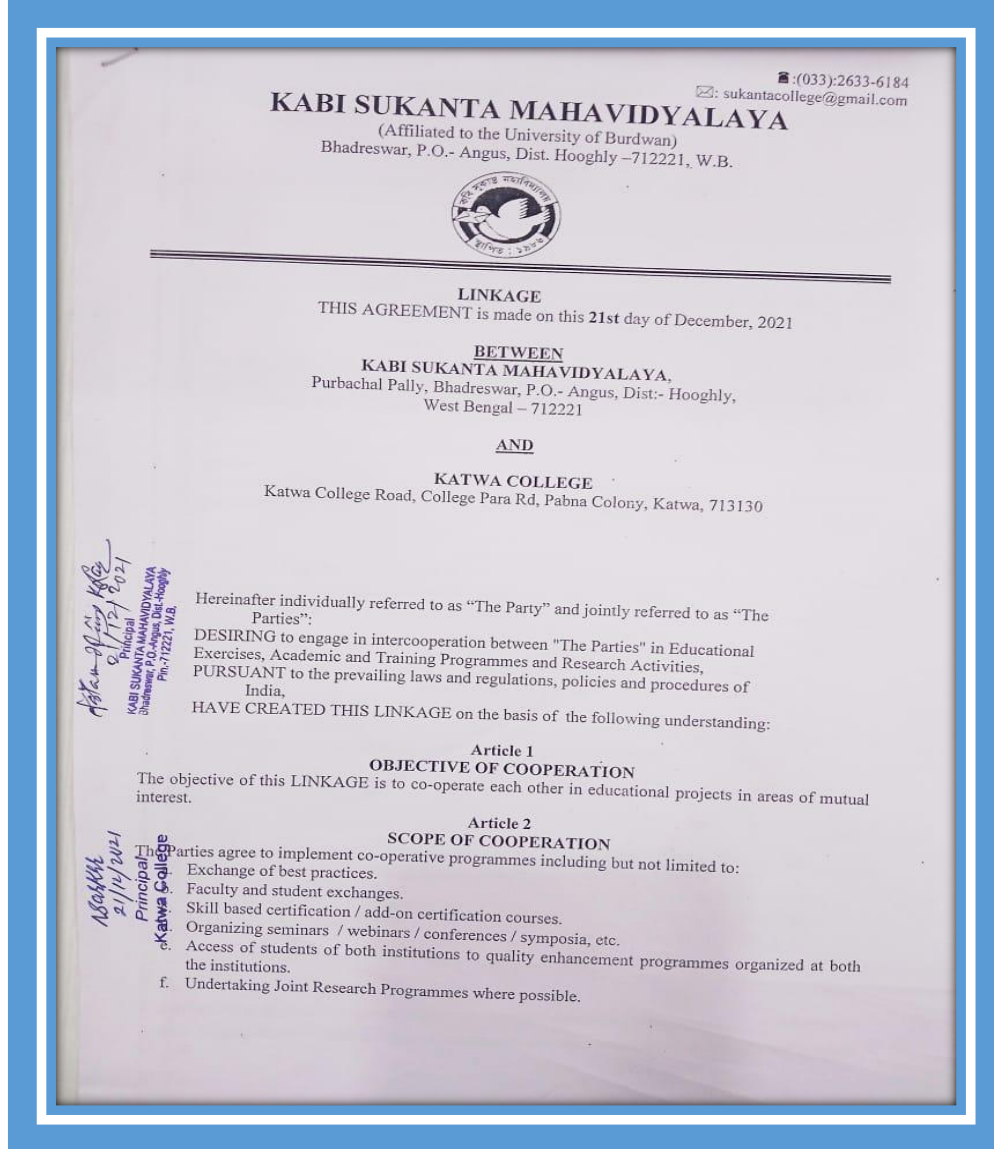 ☎:(033):2633-6184
✉: sukantacollege@gmail.com
KABI SUKANTA MAHAVIDYALAYA
(Affiliated to the University of Burdwan)
Bhadreswar, P.O.- Angus, Dist. Hooghly –712221, W.B.
কবি সুকান্ত মহাবিদ্যালয়
স্থাপিত : ১৯৮৬
LINKAGE
THIS AGREEMENT is made on this 21st day of December, 2021
BETWEEN
KABI SUKANTA MAHAVIDYALAYA,
Purbachal Pally, Bhadreswar, P.O.- Angus, Dist:- Hooghly,
West Bengal – 712221
AND
KATWA COLLEGE
Katwa College Road, College Para Rd, Pabna Colony, Katwa, 713130
Hereinafter individually referred to as “The Party” and jointly referred to as “The
Parties”:
DESIRING to engage in intercooperation between "The Parties" in Educational
Exercises, Academic and Training Programmes and Research Activities,
PURSUANT to the prevailing laws and regulations, policies and procedures of
India,
HAVE CREATED THIS LINKAGE on the basis of the following understanding:
21/12/2021
Principal
KABI SUKANTA MAHAVIDYALAYA
Bhadreswar, P.O.-Angus, Dist.-Hooghly
Pin.-712221, W.B.
Article 1
OBJECTIVE OF COOPERATION
The objective of this LINKAGE is to co-operate each other in educational projects in areas of mutual
interest.
Article 2
SCOPE OF COOPERATION
The Parties agree to implement co-operative programmes including but not limited to:
Exchange of best practices.
Faculty and student exchanges.
Skill based certification / add-on certification courses.
Organizing seminars / webinars / conferences / symposia, etc.
e. Access of students of both institutions to quality enhancement programmes organized at both
the institutions.
f. Undertaking Joint Research Programmes where possible.
21/12/2021
Principal
Katwa College